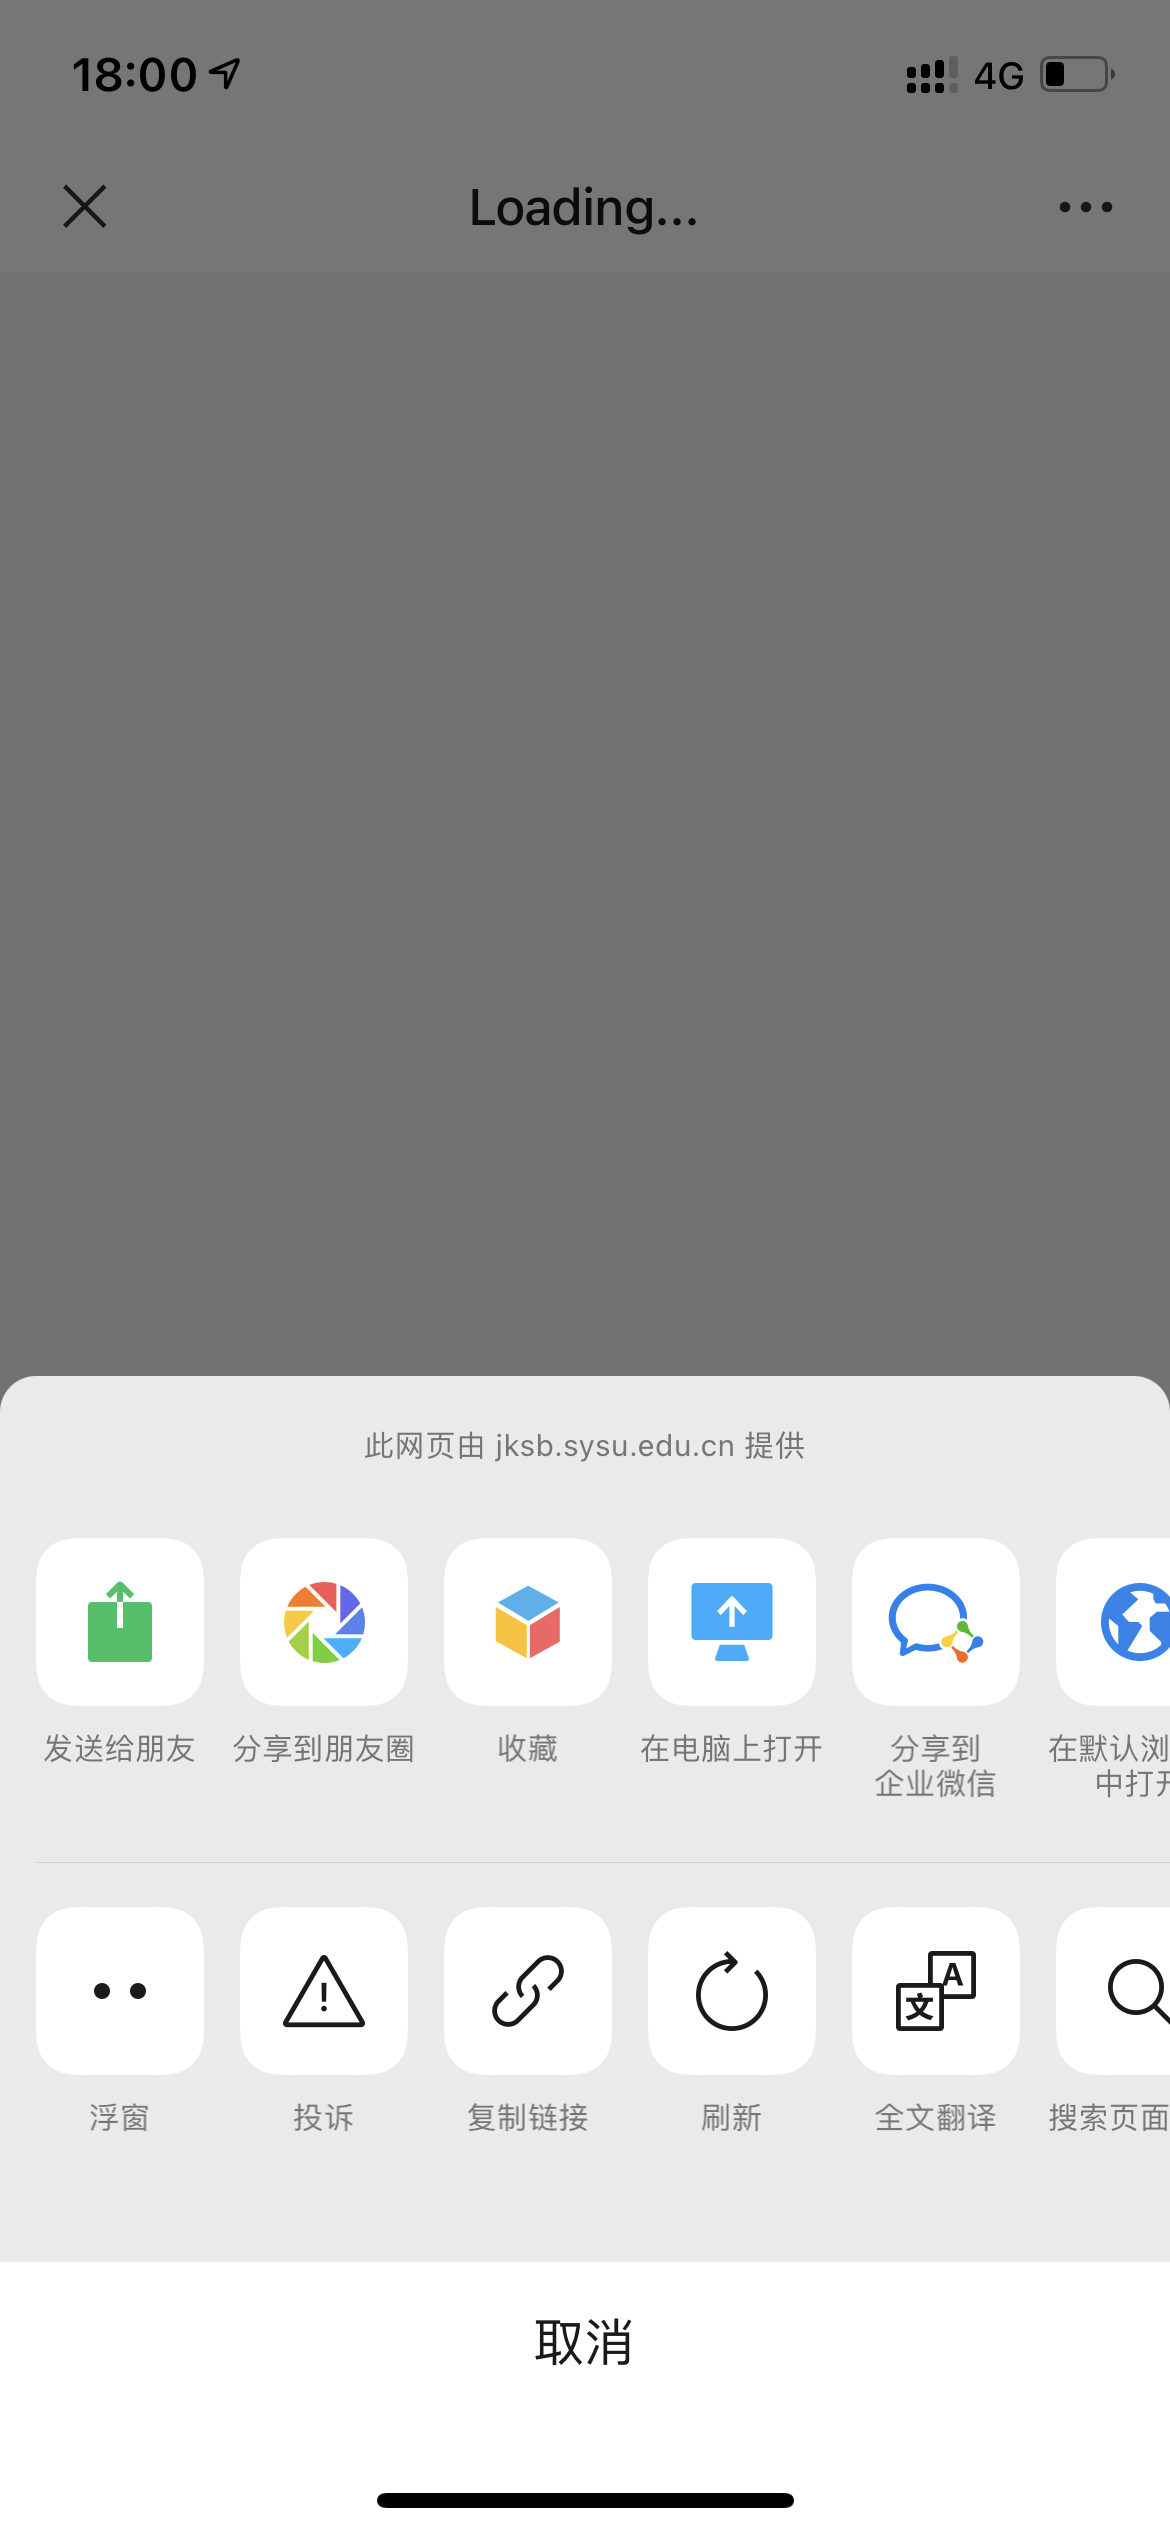 18:00
4G
Loading...
此网页由 jksb.sysu.edu.cn 提供
发送给朋友
分享到朋友圈
收藏
在电脑上打开
分享到
企业微信
在默认浏
中打开
浮窗
投诉
复制链接
刷新
A
文
全文翻译
搜索页面
取消